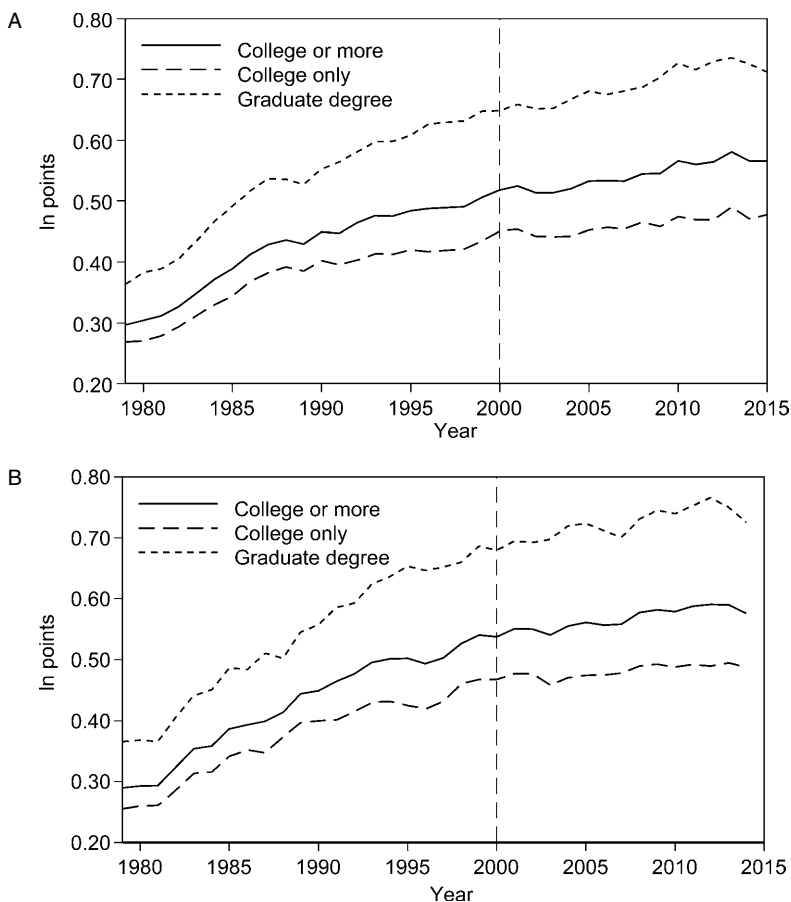 A
0.80
0.70
0.60
0.50
0.40
0.30
0.20
ln points
College or more
College only
Graduate degree
1980 1985 1990 1995 2000 2005 2010 2015
Year
B
0.80
0.70
0.60
0.50
0.40
0.30
0.20
ln points
College or more
College only
Graduate degree
1980 1985 1990 1995 2000 2005 2010 2015
Year